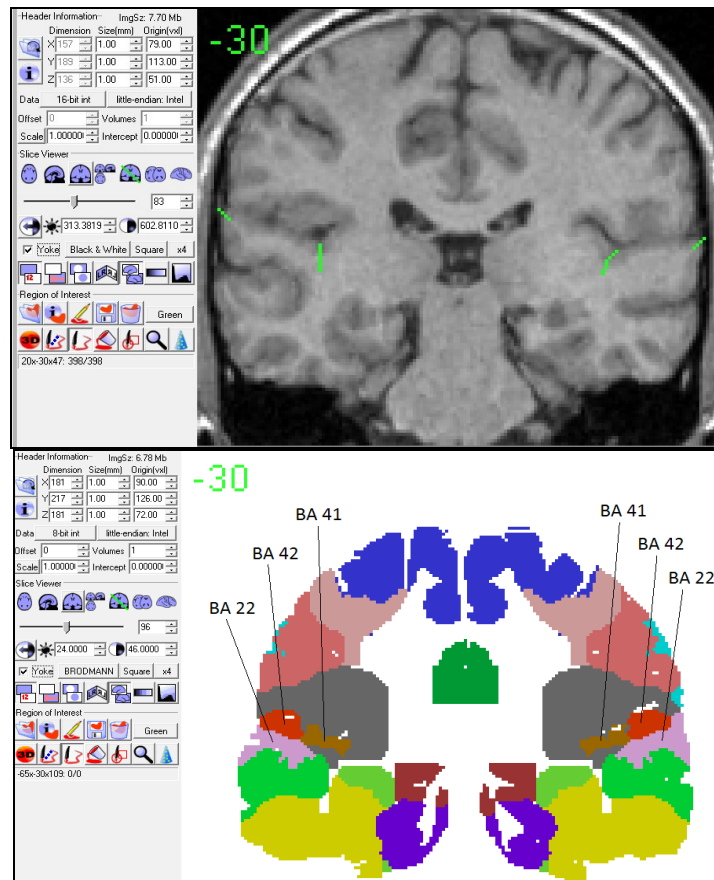 Header Information ImgSz: 7.70 Mb
Dimension Size(mm) Origin(vxl)
X 157 1.00 79.00
Y 189 1.00 113.00
Z 136 1.00 51.00
Data 16-bit int little-endian: Intel
Offset 0 Volumes 1
Scale 1.00000 Intercept 0.00000
Slice Viewer
83
313.3819 602.8110
Yoke Black & White Square x4
Region of Interest
Green
20x-30x47: 398/398
-30
Header Information ImgSz: 6.78 Mb
Dimension Size(mm) Origin(vxl)
X 181 1.00 90.00
Y 217 1.00 126.00
Z 181 1.00 72.00
Data 8-bit int little-endian: Intel
Offset 0 Volumes 1
Scale 1.00000 Intercept 0.00000
Slice Viewer
96
24.0000 46.0000
Yoke BRODMANN Square x4
Region of Interest
Green
-65x-30x109: 0/0
-30
BA 41
BA 42
BA 22
BA 41
BA 42
BA 22